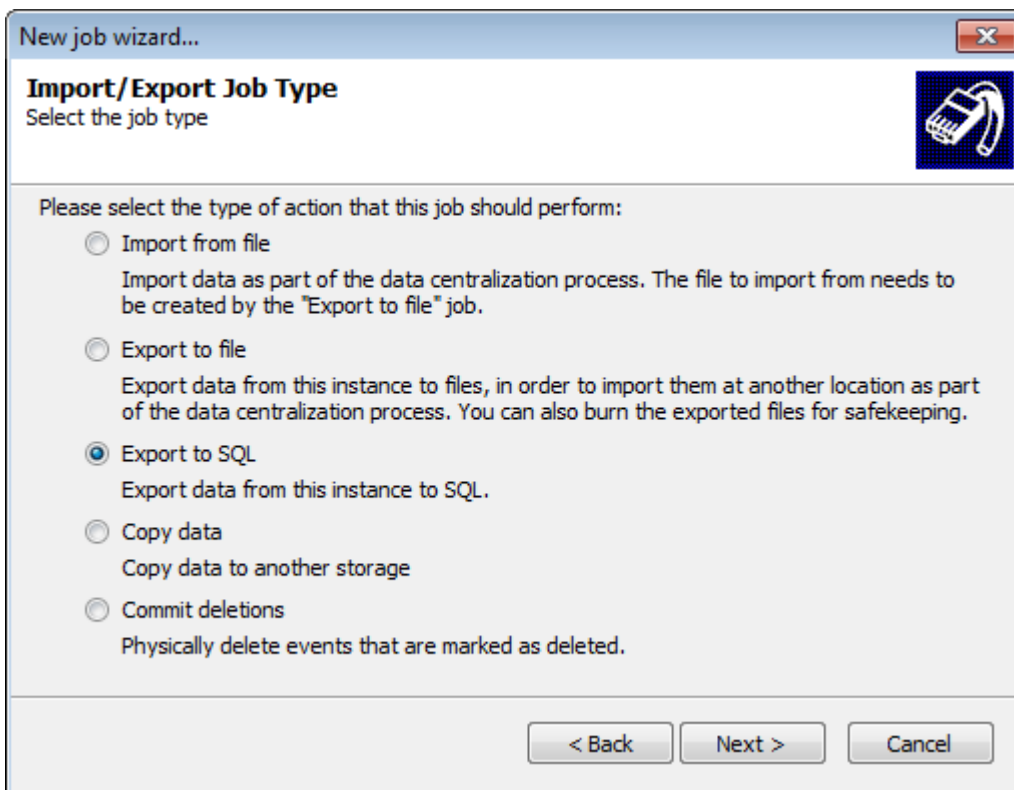 New job wizard...
Import/Export Job Type
Select the job type
Please select the type of action that this job should perform:
Import from file
Import data as part of the data centralization process. The file to import from needs to
be created by the "Export to file" job.
Export to file
Export data from this instance to files, in order to import them at another location as part
of the data centralization process. You can also burn the exported files for safekeeping.
Export to SQL
Export data from this instance to SQL.
Copy data
Copy data to another storage
Commit deletions
Physically delete events that are marked as deleted.
< Back Next > Cancel